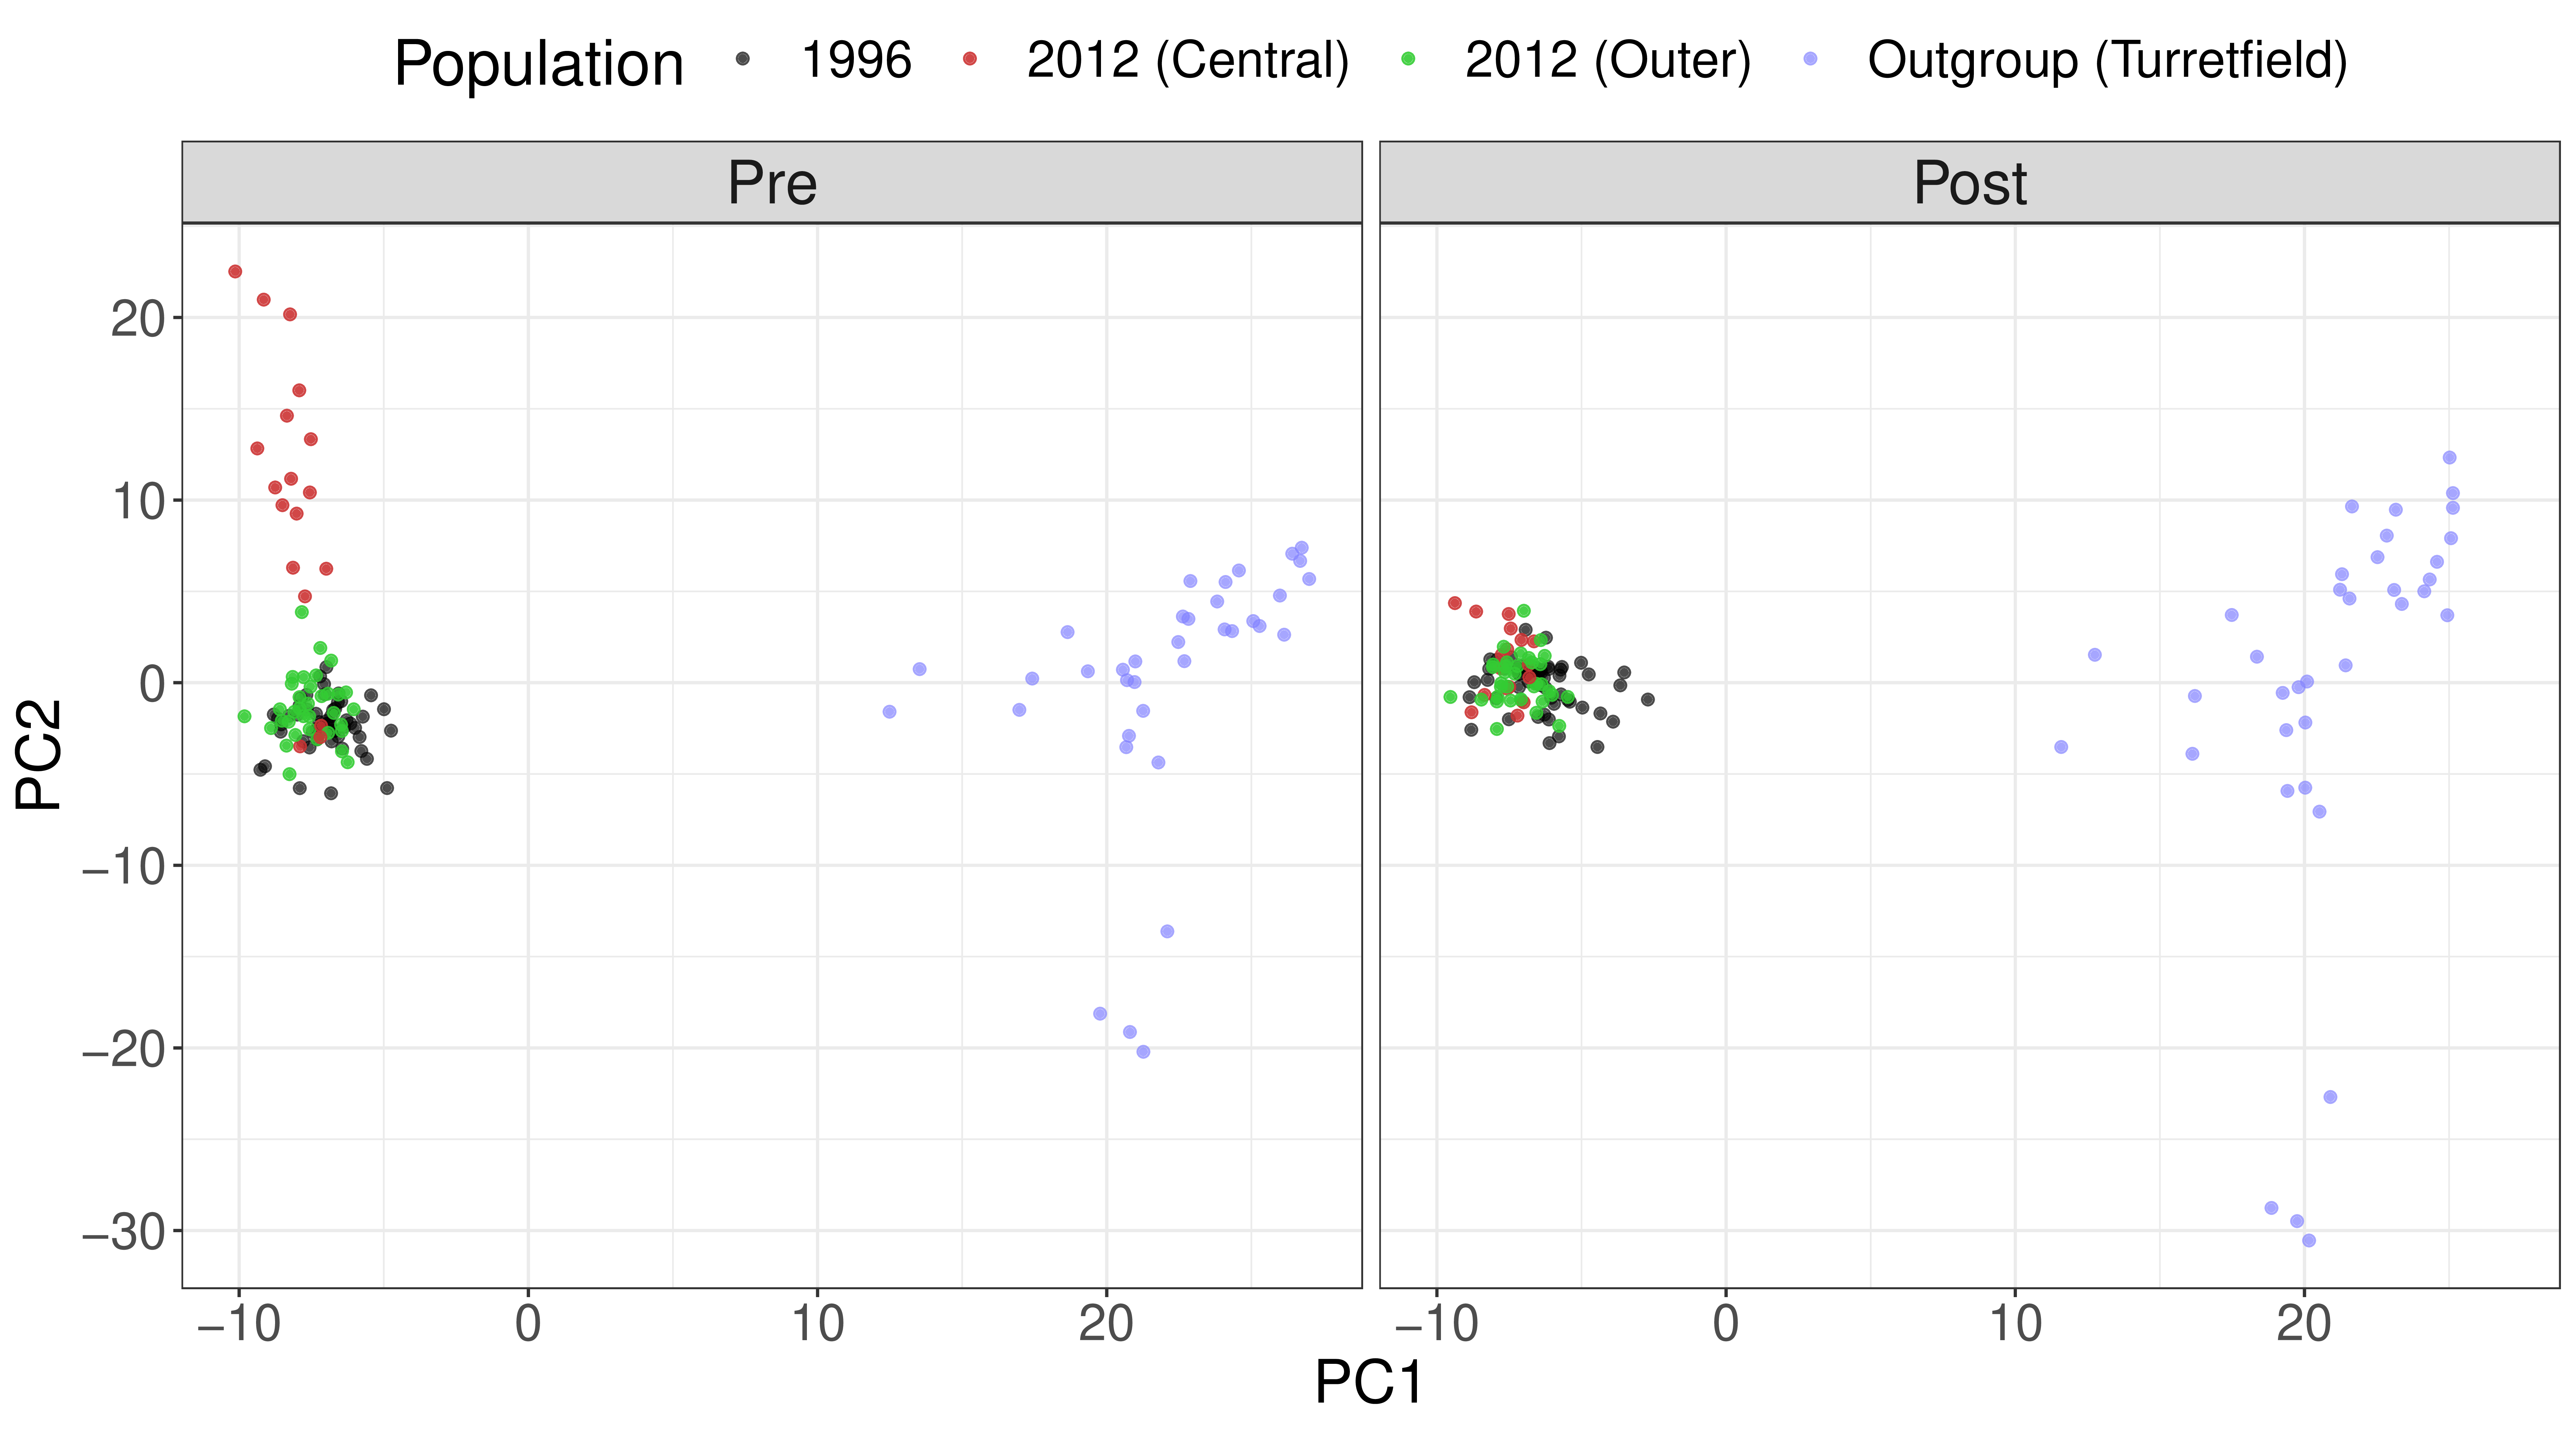 Population 1996 2012 (Central) 2012 (Outer) Outgroup (Turretfield)
Pre Post
20
10
0
−10
−20
−30
PC2
−10 0 10 20 −10 0 10 20
PC1